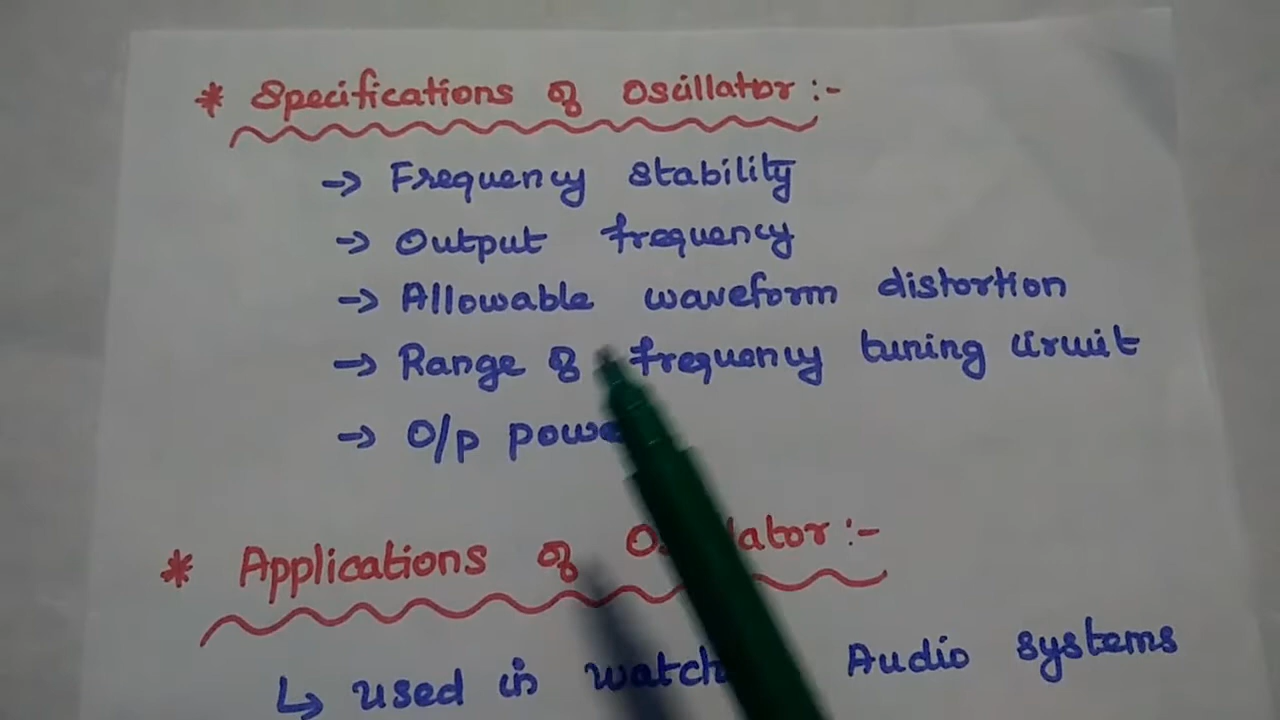 * Specifications of Oscillator :-
→ Frequency stability
→ Output frequency
→ Allowable waveform distortion
→ Range of frequency tuning circuit
→ O/p
* Applications of :-
↳ used in Audio systems